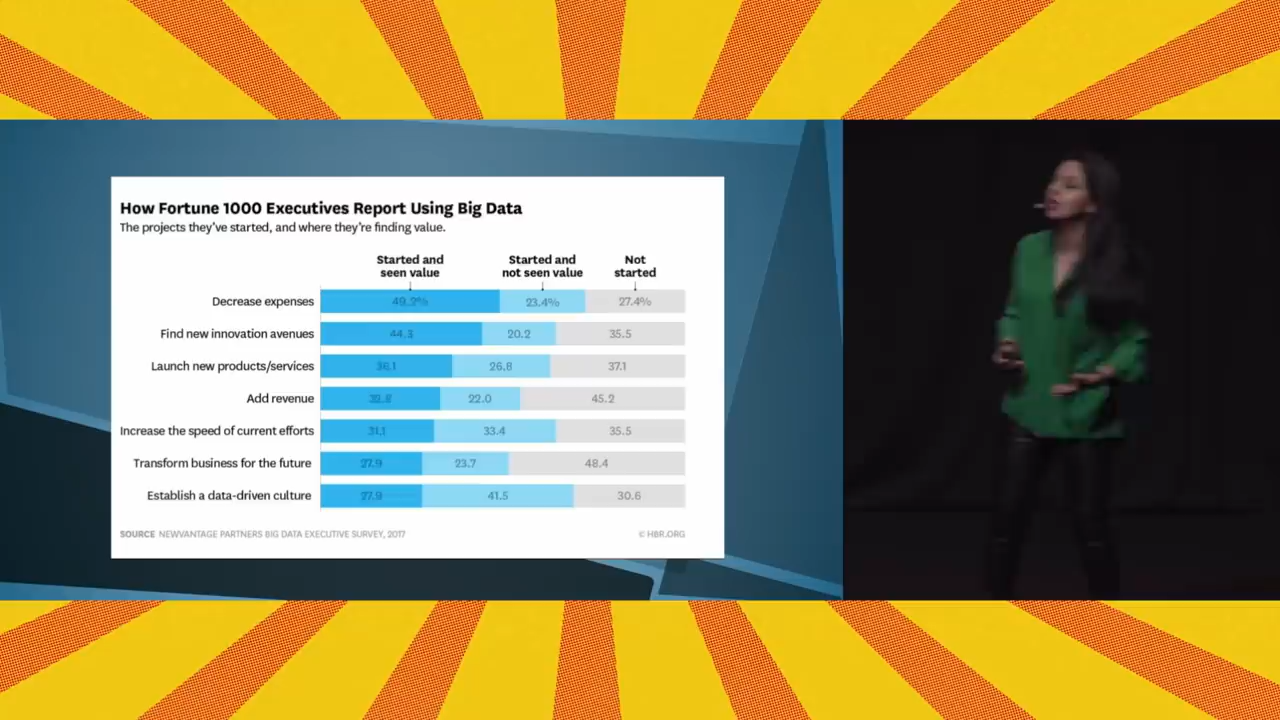 How Fortune 1000 Executives Report Using Big Data
The projects they've started, and where they're finding value.
Started and seen value
Started and not seen value
Not started
Decrease expenses 49.2% 23.4% 27.4%
Find new innovation avenues 44.3 20.2 35.5
Launch new products/services 36.1 26.8 37.1
Add revenue 32.8 22.0 45.2
Increase the speed of current efforts 31.1 33.4 35.5
Transform business for the future 27.9 23.7 48.4
Establish a data-driven culture 27.9 41.5 30.6
SOURCE NEWVANTAGE PARTNERS BIG DATA EXECUTIVE SURVEY, 2017
© HBR.ORG